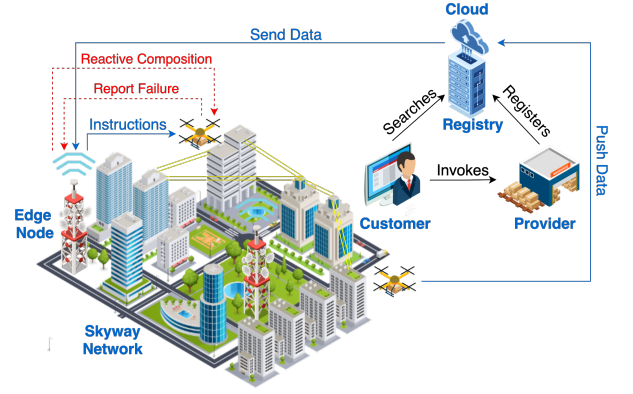 Cloud
Send Data
Reactive Composition
Report Failure
Instructions
Searches
Registry
Registers
Push Data
Invokes
Edge
Node
Customer
Provider
Skyway
Network